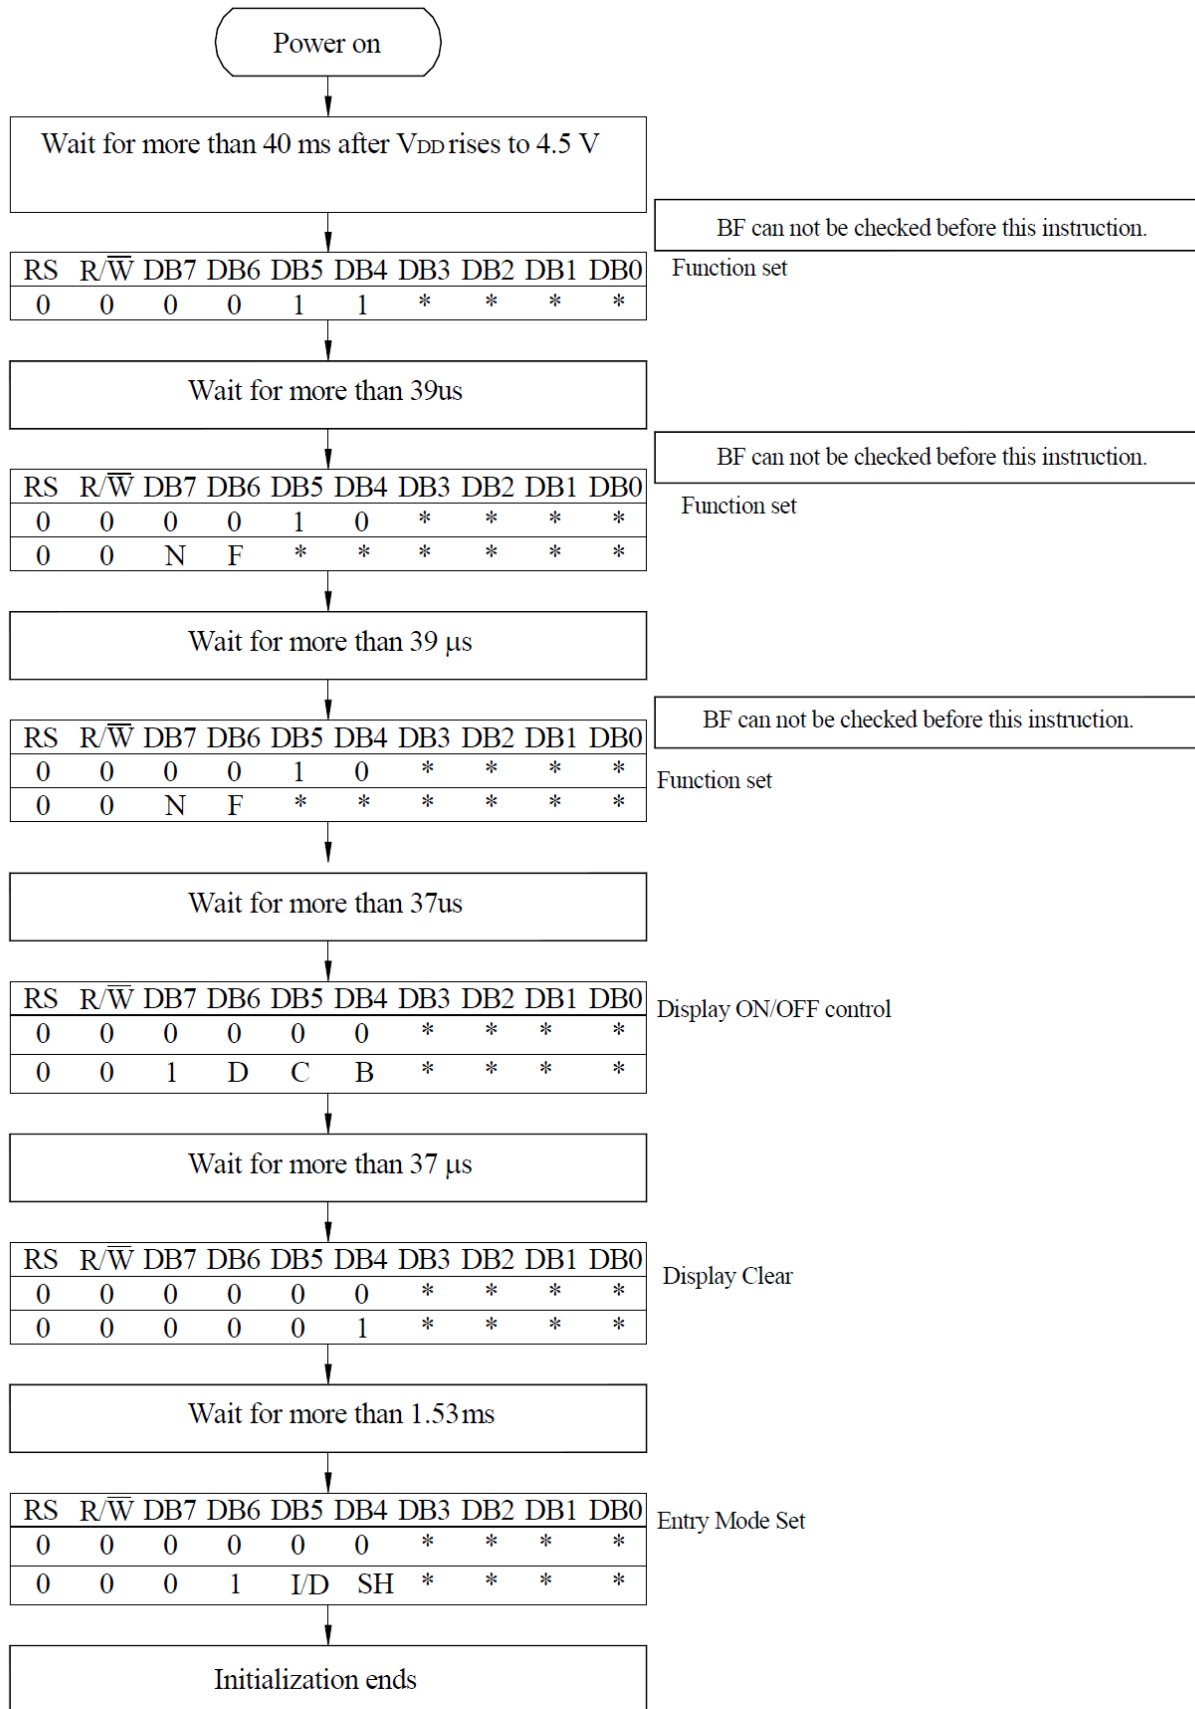 Power on
Wait for more than 40 ms after VDD rises to 4.5 V
BF can not be checked before this instruction.
RS R/W̅ DB7 DB6 DB5 DB4 DB3 DB2 DB1 DB0
Function set
0 0 0 0 1 1 * * * *
Wait for more than 39us
BF can not be checked before this instruction.
RS R/W̅ DB7 DB6 DB5 DB4 DB3 DB2 DB1 DB0
Function set
0 0 0 0 1 0 * * * *
0 0 N F * * * * * *
Wait for more than 39 μs
BF can not be checked before this instruction.
RS R/W̅ DB7 DB6 DB5 DB4 DB3 DB2 DB1 DB0
0 0 0 0 1 0 * * * *
Function set
0 0 N F * * * * * *
Wait for more than 37us
RS R/W̅ DB7 DB6 DB5 DB4 DB3 DB2 DB1 DB0
Display ON/OFF control
0 0 0 0 0 0 * * * *
0 0 1 D C B * * * *
Wait for more than 37 μs
RS R/W̅ DB7 DB6 DB5 DB4 DB3 DB2 DB1 DB0
Display Clear
0 0 0 0 0 0 * * * *
0 0 0 0 0 1 * * * *
Wait for more than 1.53ms
RS R/W̅ DB7 DB6 DB5 DB4 DB3 DB2 DB1 DB0
Entry Mode Set
0 0 0 0 0 0 * * * *
0 0 0 1 I/D SH * * * *
Initialization ends